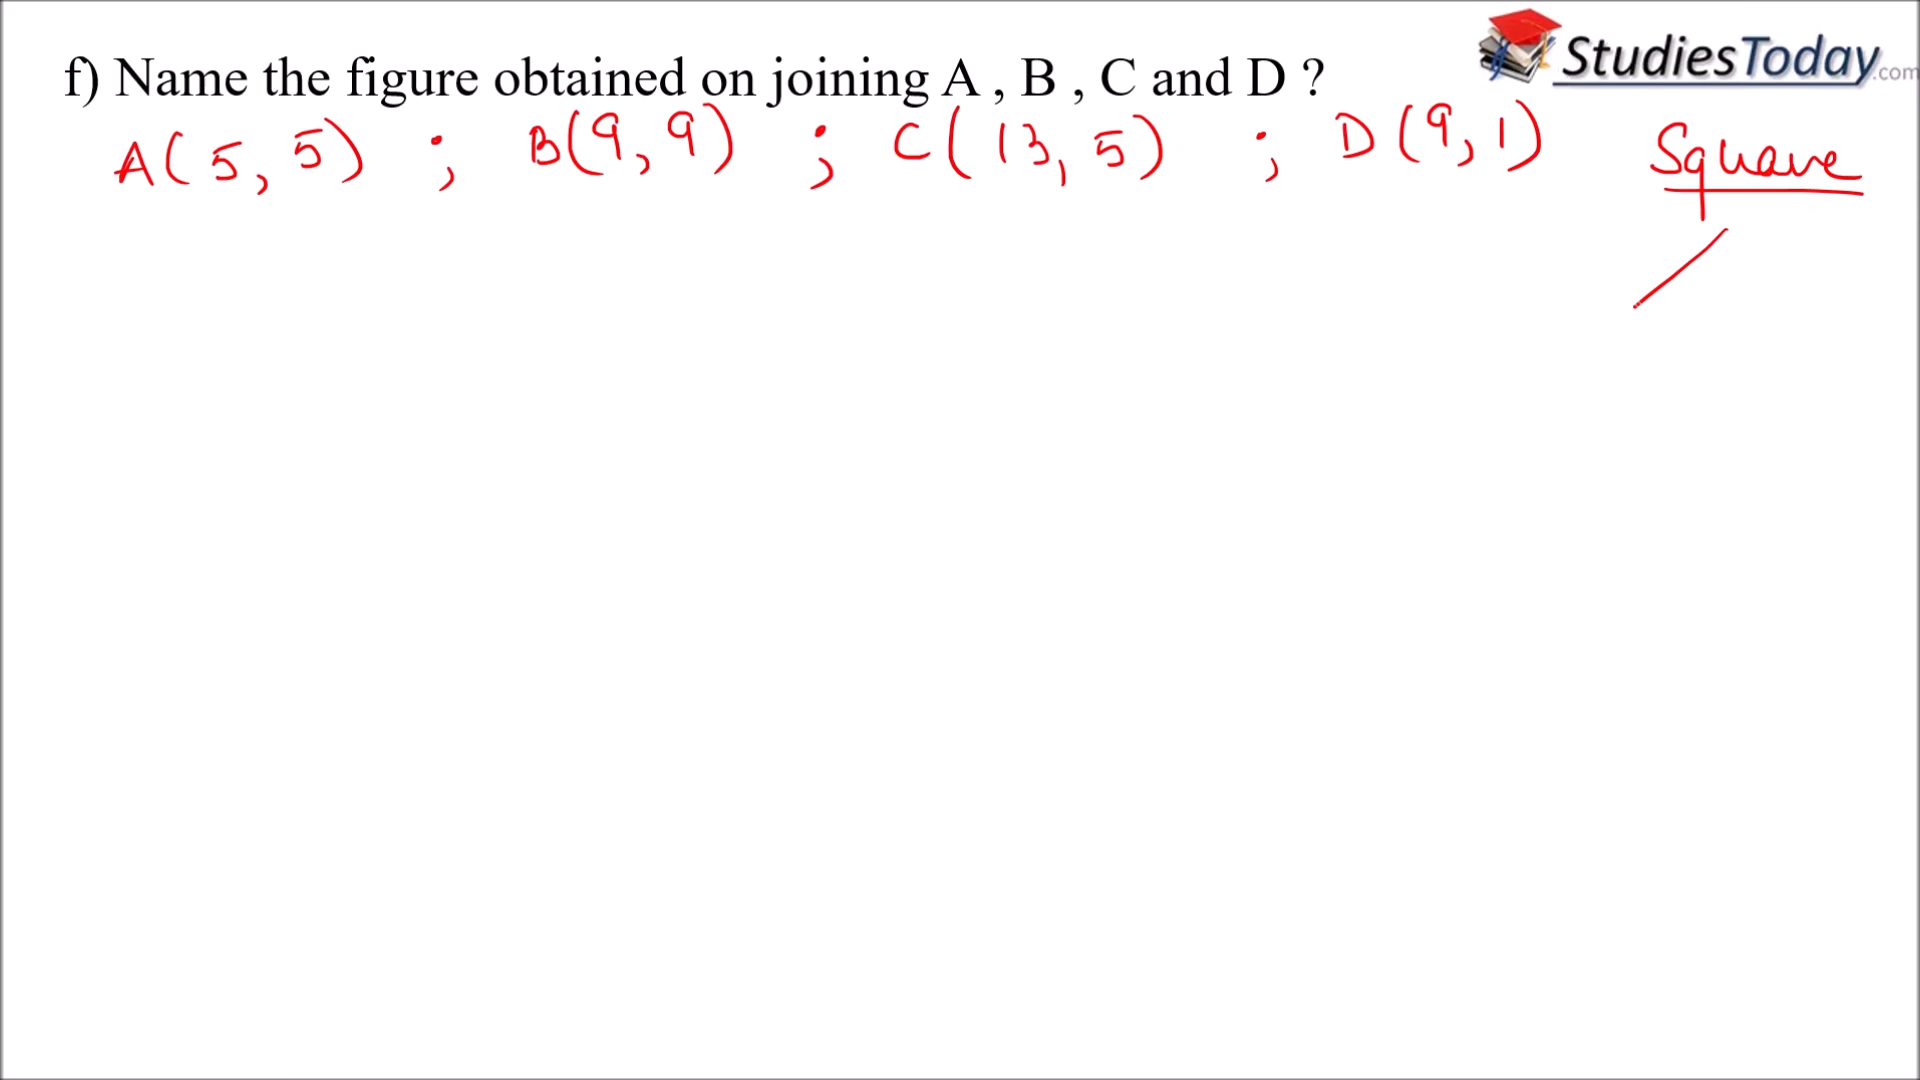 StudiesToday.com
f) Name the figure obtained on joining A , B , C and D ?
A(5, 5) ; B(9, 9) ; C(13, 5) ; D(9, 1) Square